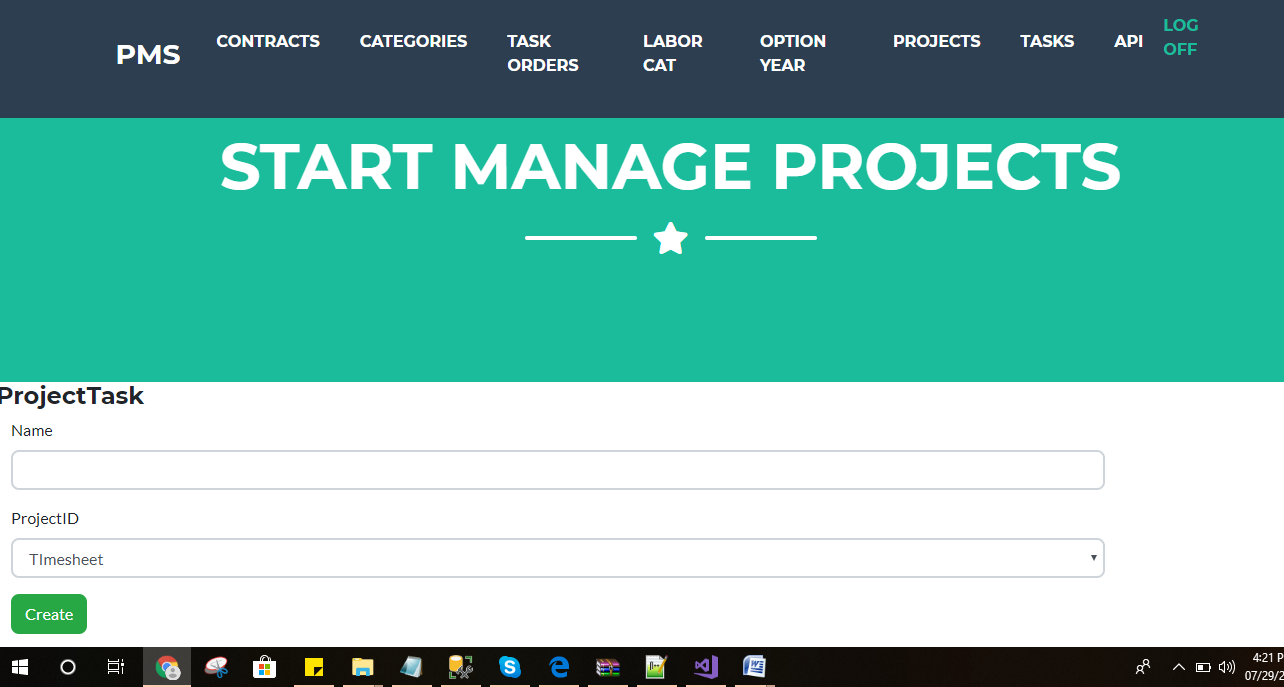 PMS
CONTRACTS
CATEGORIES
TASK
ORDERS
LABOR
CAT
OPTION
YEAR
PROJECTS
TASKS
API
LOG
OFF
START MANAGE PROJECTS
ProjectTask
Name
ProjectID
TImesheet
Create
4:21 P
07/29/2